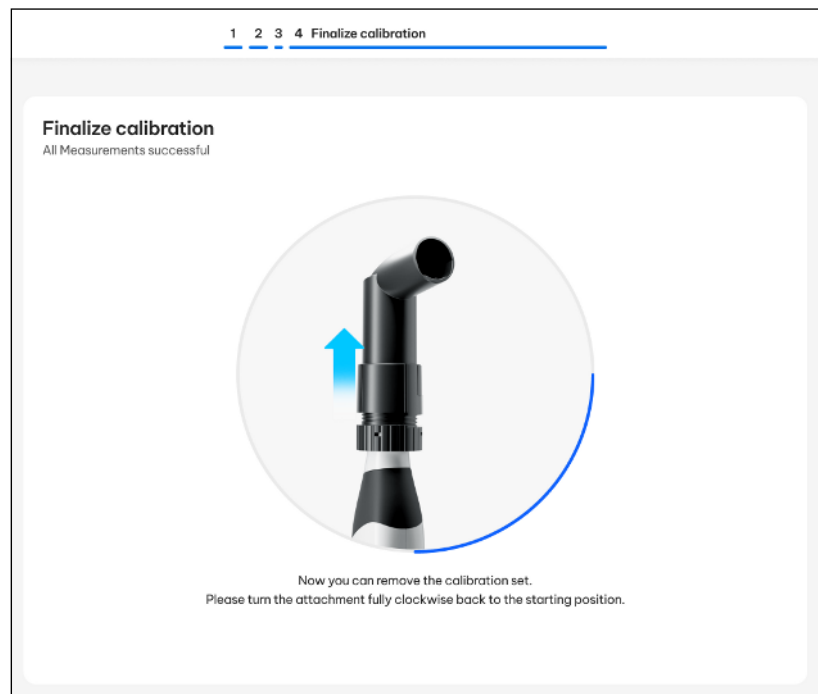 1 2 3 4 Finalize calibration
Finalize calibration
All Measurements successful
Now you can remove the calibration set.
Please turn the attachment fully clockwise back to the starting position.